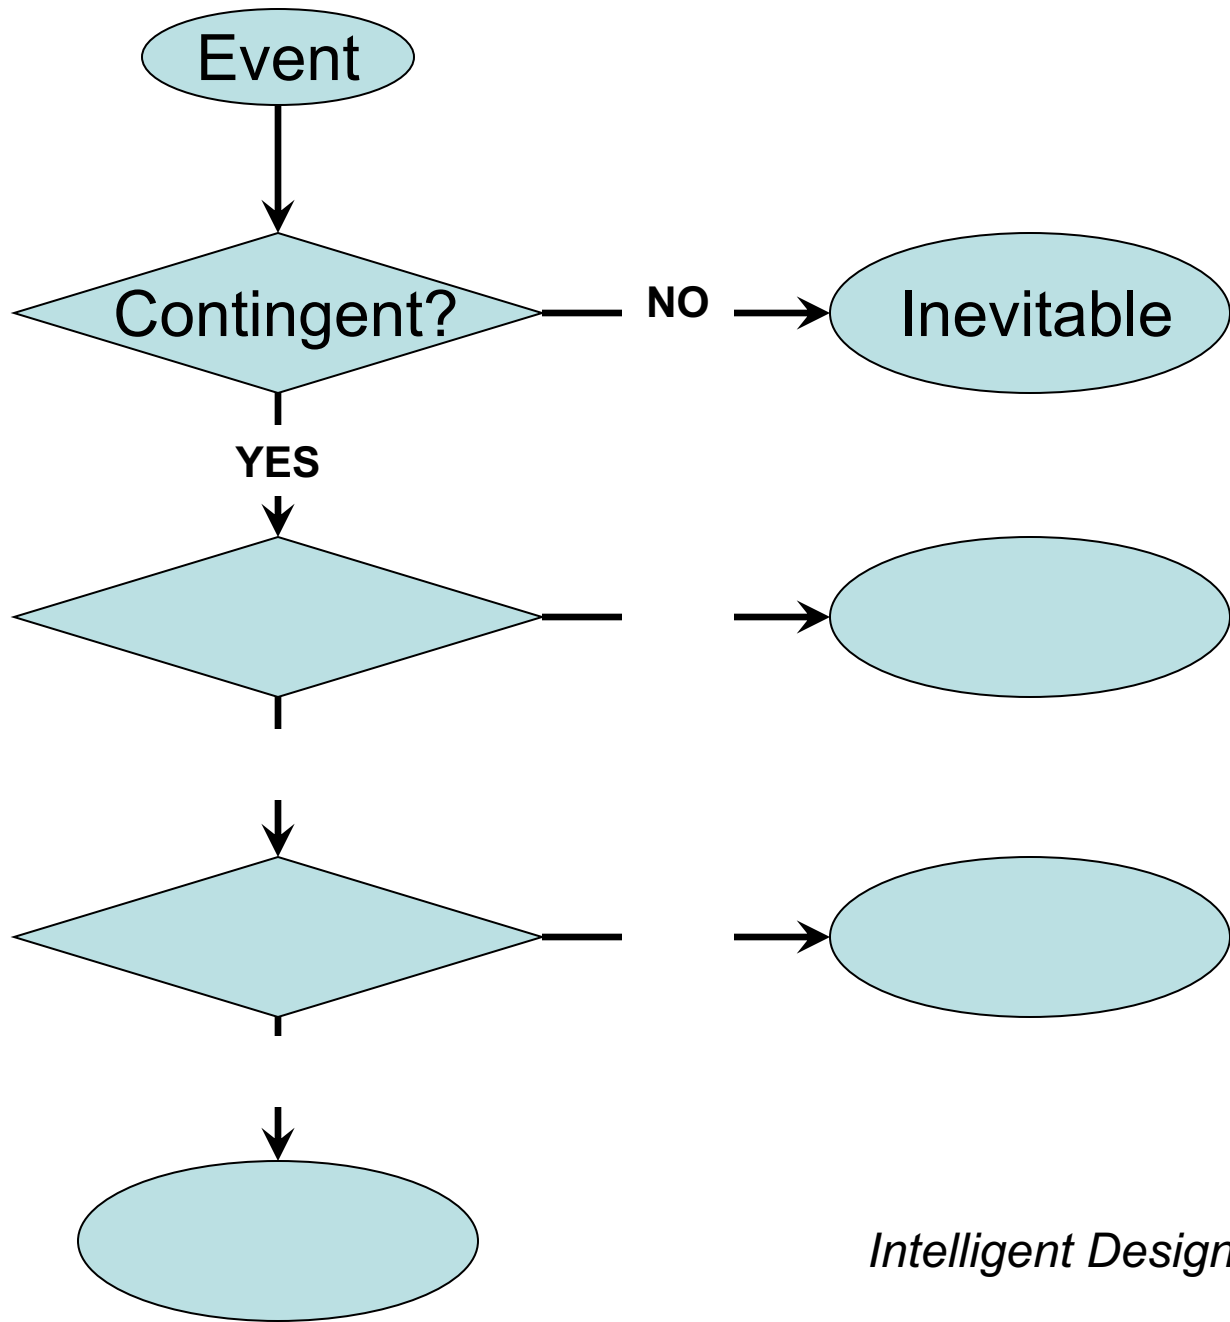 Event
Contingent?
NO
Inevitable
YES
Intelligent Design